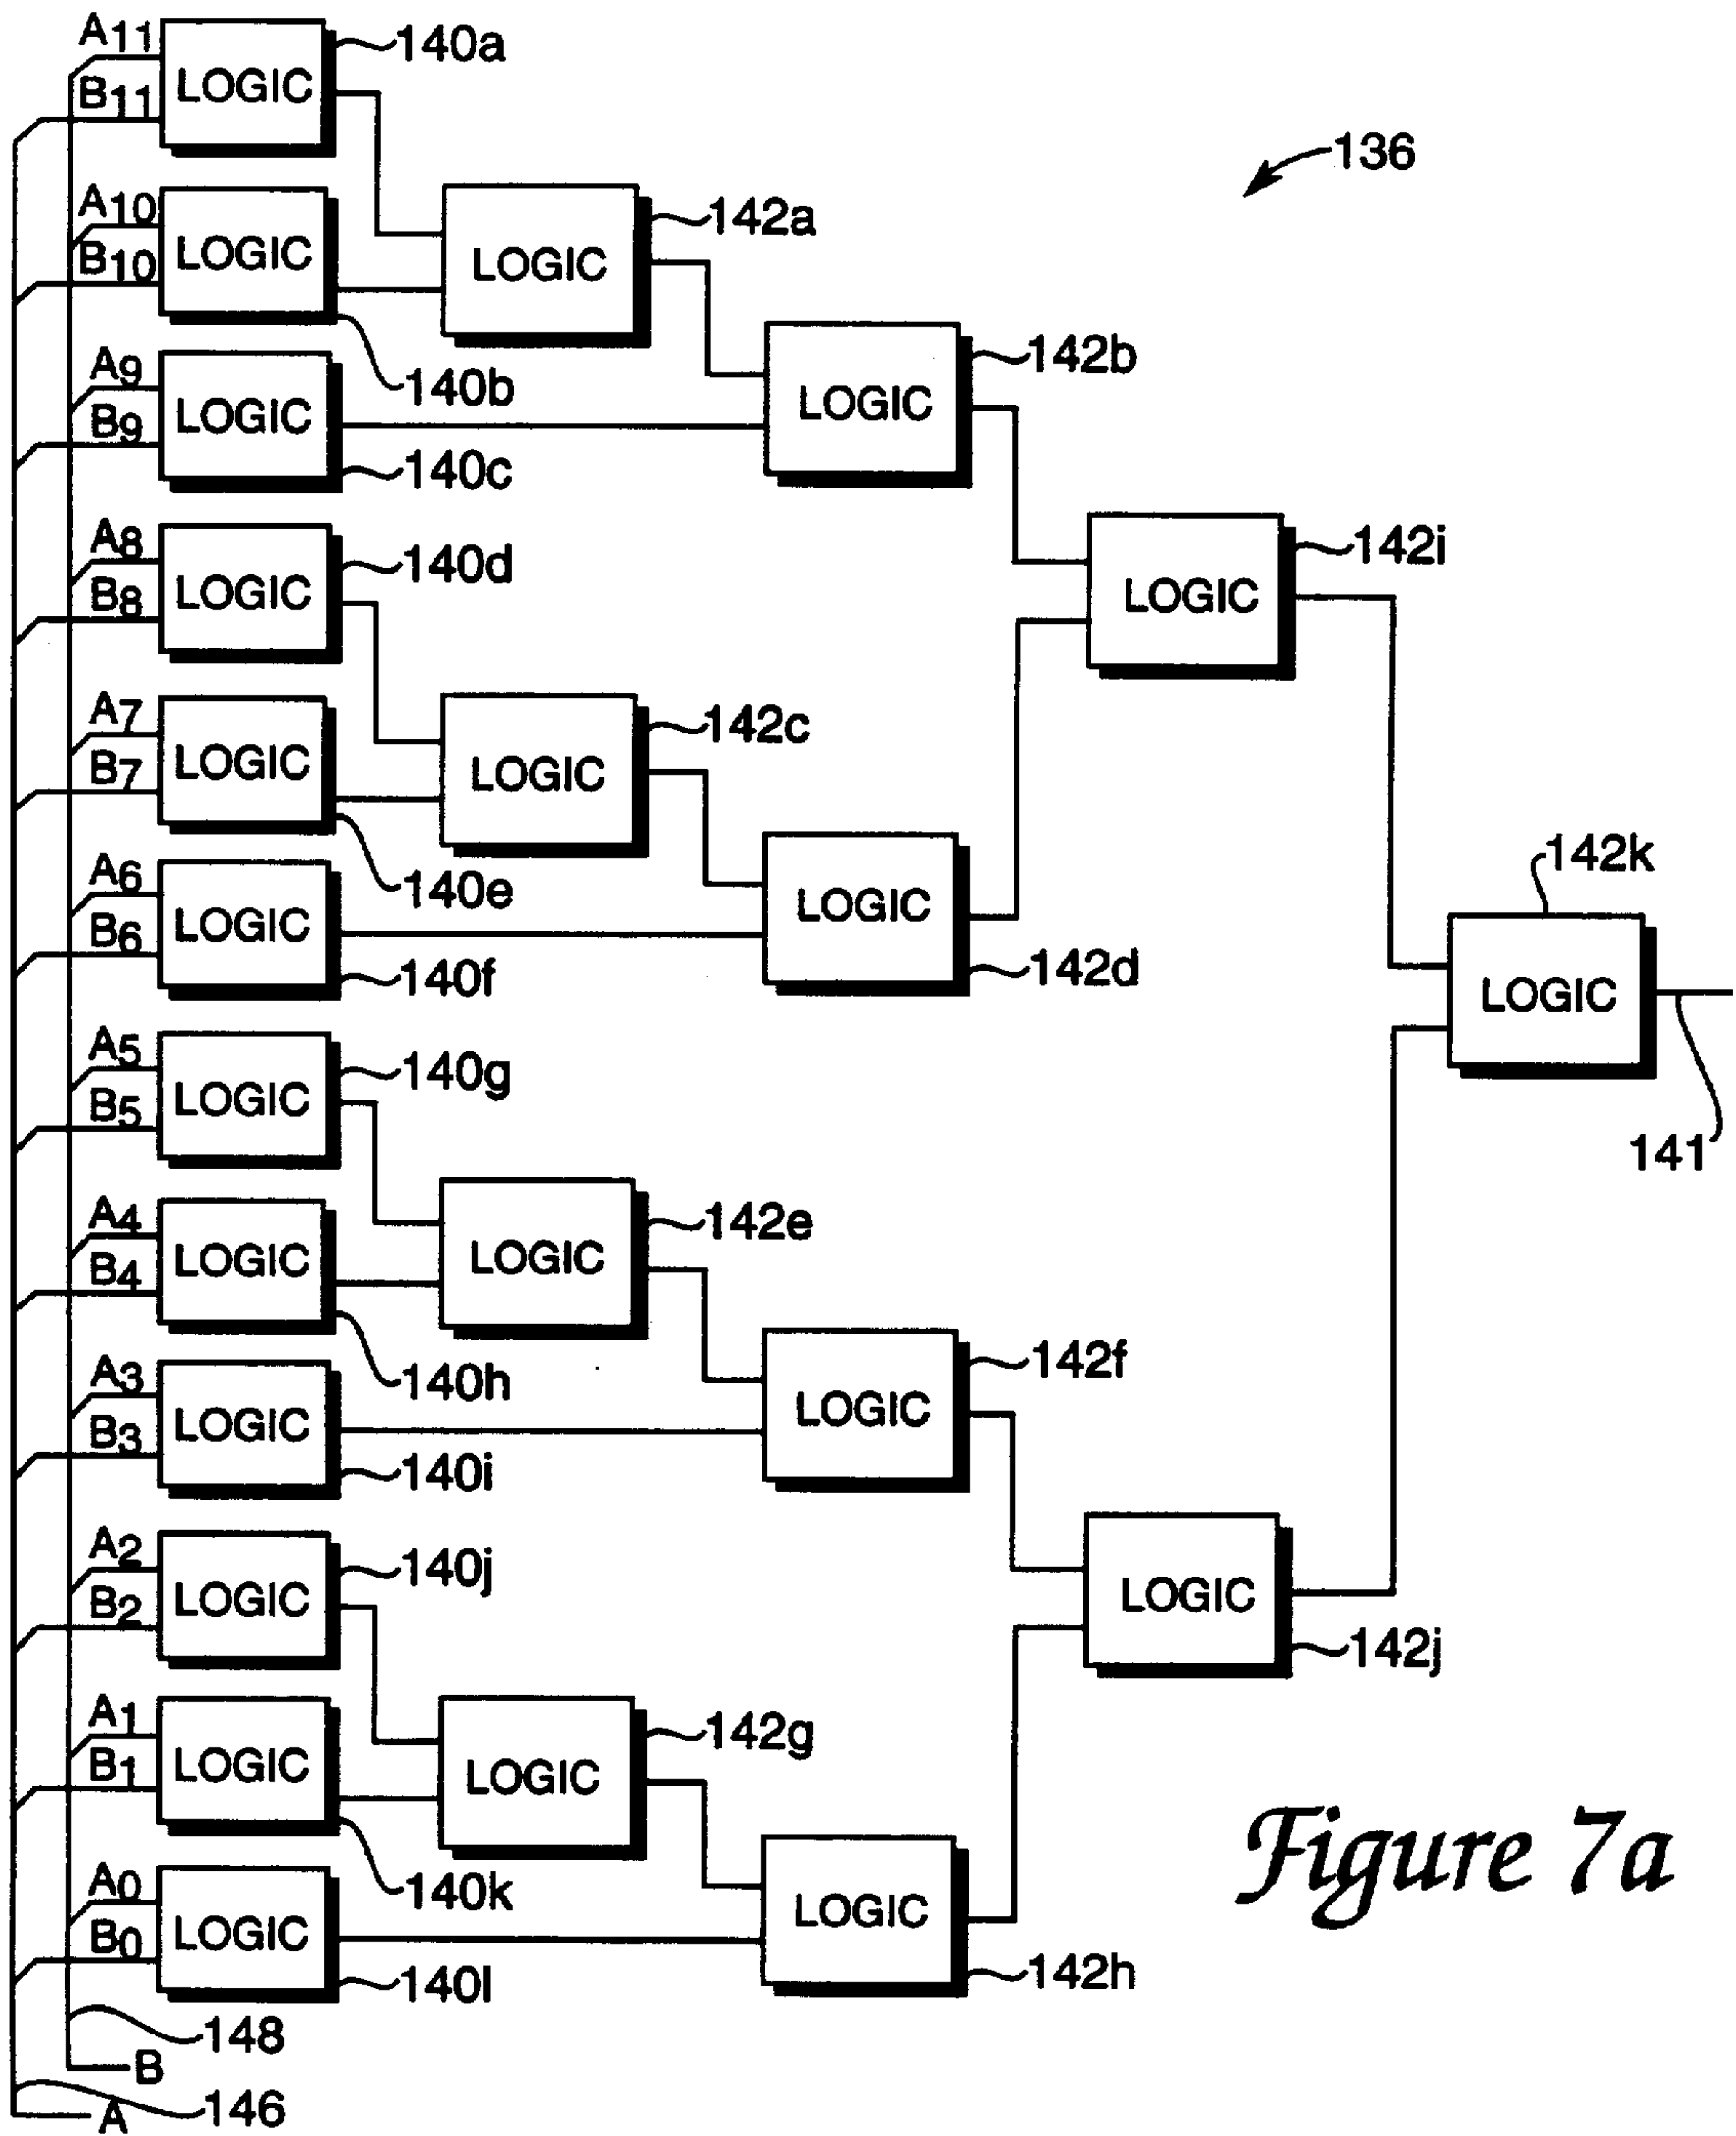 A11
B11
LOGIC
140a
136
A10
B10
LOGIC
140b
LOGIC
142a
A9
B9
LOGIC
140c
LOGIC
142b
A8
B8
LOGIC
140d
LOGIC
142i
A7
B7
LOGIC
140e
LOGIC
142c
A6
B6
LOGIC
140f
LOGIC
142d
142k
LOGIC
141
A5
B5
LOGIC
140g
A4
B4
LOGIC
140h
LOGIC
142e
A3
B3
LOGIC
140i
LOGIC
142f
A2
B2
LOGIC
140j
LOGIC
142j
A1
B1
LOGIC
140k
LOGIC
142g
A0
B0
LOGIC
140l
LOGIC
142h
148
B
146
A
Figure 7a